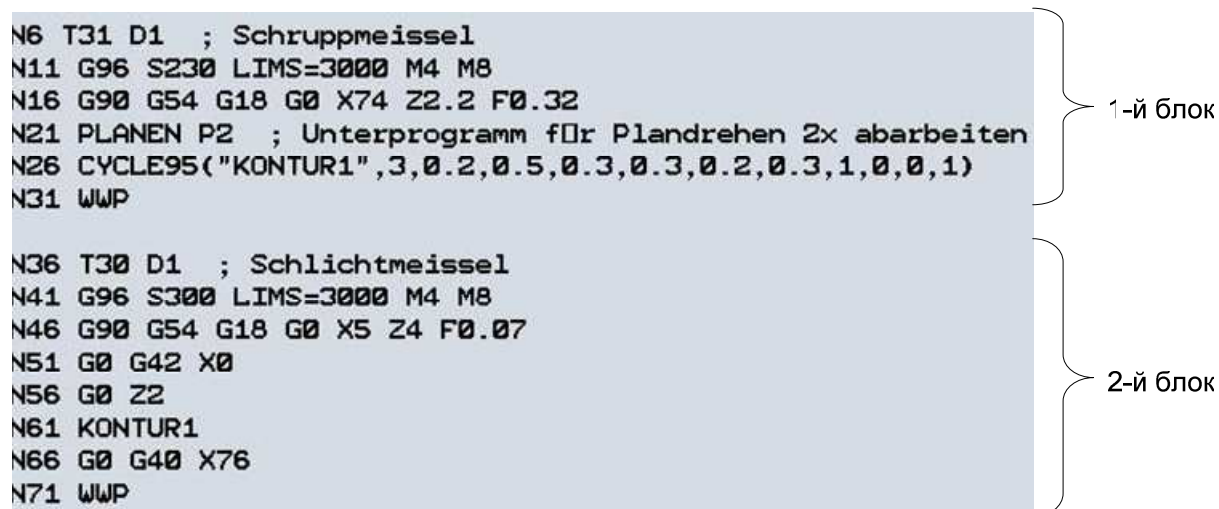 N6 T31 D1 ; Schruppmeissel
N11 G96 S230 LIMS=3000 M4 M8
N16 G90 G54 G18 G0 X74 Z2.2 F0.32
N21 PLANEN P2 ; Unterprogramm f□r Plandrehen 2x abarbeiten
N26 CYCLE95("KONTUR1",3,0.2,0.5,0.3,0.3,0.2,0.3,1,0,0,1)
N31 WWP
1-й блок
N36 T30 D1 ; Schlichtmeissel
N41 G96 S300 LIMS=3000 M4 M8
N46 G90 G54 G18 G0 X5 Z4 F0.07
N51 G0 G42 X0
N56 G0 Z2
N61 KONTUR1
N66 G0 G40 X76
N71 WWP
2-й блок